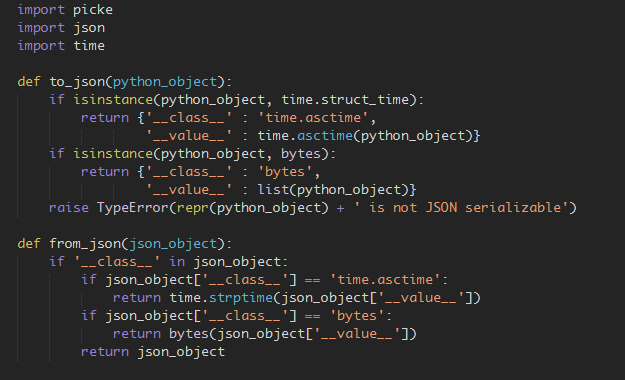 import picke
import json
import time
def to_json(python_object):
    if isinstance(python_object, time.struct_time):
        return {'__class__' : 'time.asctime',
                '__value__' : time.asctime(python_object)}
    if isinstance(python_object, bytes):
        return {'__class__' : 'bytes',
                '__value__' : list(python_object)}
    raise TypeError(repr(python_object) + ' is not JSON serializable')
def from_json(json_object):
    if '__class__' in json_object:
        if json_object['__class__'] == 'time.asctime':
            return time.strptime(json_object['__value__'])
        if json_object['__class__'] == 'bytes':
            return bytes(json_object['__value__'])
        return json_object